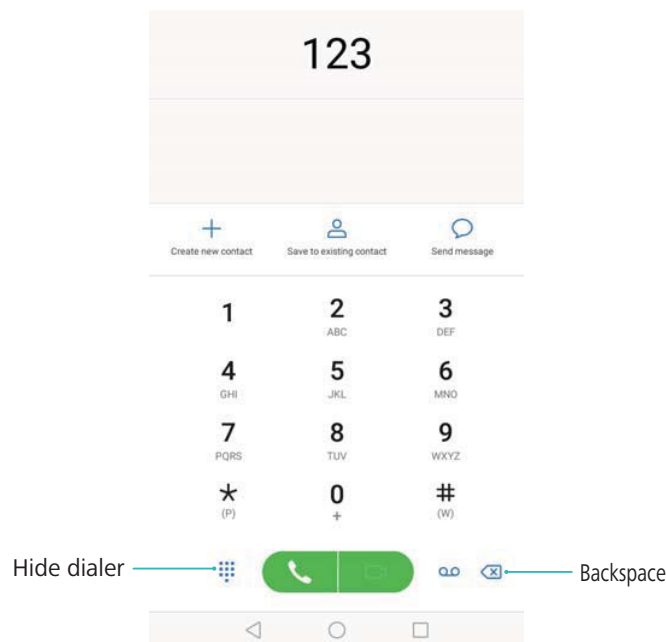 123
Create new contact Save to existing contact Send message
1 2 3
ABC DEF
4 5 6
GHI JKL MNO
7 8 9
PQRS TUV WXYZ
* 0 #
(P) + (W)
Hide dialer Backspace